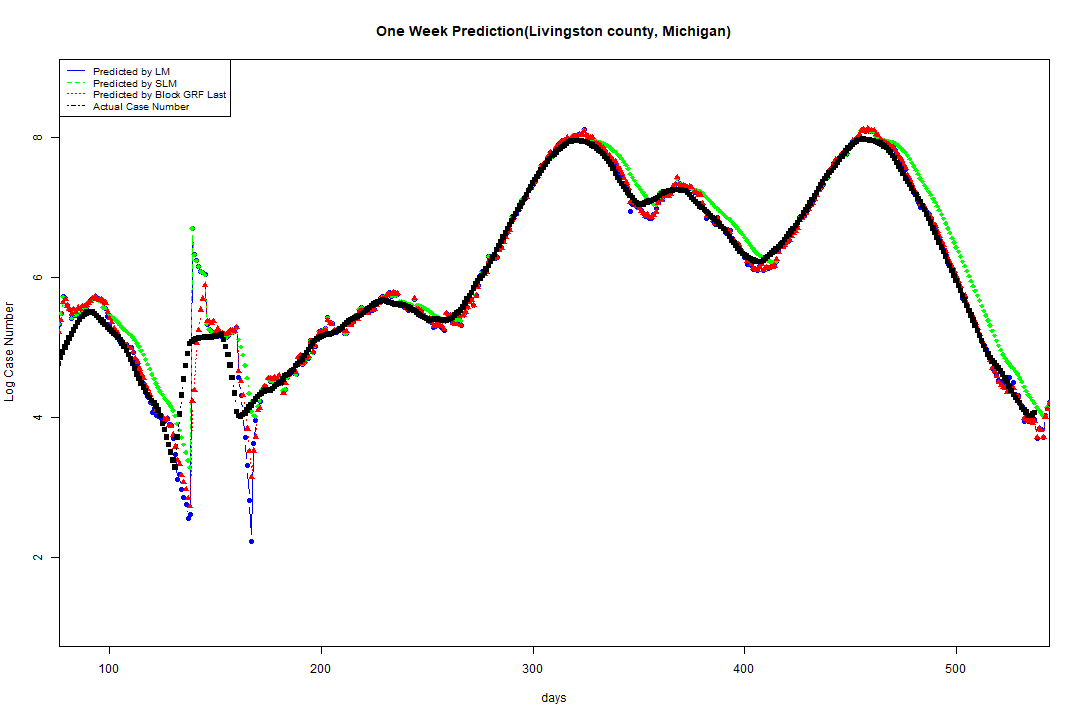 One Week Prediction(Livingston county, Michigan)
Predicted by LM
Predicted by SLM
Predicted by Block GRF Last
Actual Case Number
8
6
4
2
Log Case Number
100 200 300 400 500
days